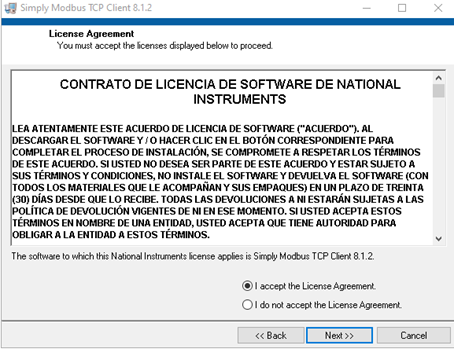 Simply Modbus TCP Client 8.1.2
License Agreement
You must accept the licenses displayed below to proceed.
CONTRATO DE LICENCIA DE SOFTWARE DE NATIONAL
INSTRUMENTS
LEA ATENTAMENTE ESTE ACUERDO DE LICENCIA DE SOFTWARE ("ACUERDO"). AL
DESCARGAR EL SOFTWARE Y / O HACER CLIC EN EL BOTÓN CORRESPONDIENTE PARA
COMPLETAR EL PROCESO DE INSTALACIÓN, SE COMPROMETE A RESPETAR LOS TÉRMINOS
DE ESTE ACUERDO. SI USTED NO DESEA SER PARTE DE ESTE ACUERDO Y ESTAR SUJETO A
SUS TÉRMINOS Y CONDICIONES, NO INSTALE EL SOFTWARE Y DEVUELVA EL SOFTWARE (CON
TODOS LOS MATERIALES QUE LE ACOMPAÑAN Y SUS EMPAQUES) EN UN PLAZO DE TREINTA
(30) DÍAS DESDE QUE LO RECIBE. TODAS LAS DEVOLUCIONES A NI ESTARÁN SUJETAS A LAS
POLÍTICA DE DEVOLUCIÓN VIGENTES DE NI EN ESE MOMENTO. SI USTED ACEPTA ESTOS
TÉRMINOS EN NOMBRE DE UNA ENTIDAD, USTED ACEPTA QUE TIENE AUTORIDAD PARA
OBLIGAR A LA ENTIDAD A ESTOS TÉRMINOS.
The software to which this National Instruments license applies is Simply Modbus TCP Client 8.1.2.
I accept the License Agreement.
I do not accept the License Agreement.
<< Back
Next >>
Cancel